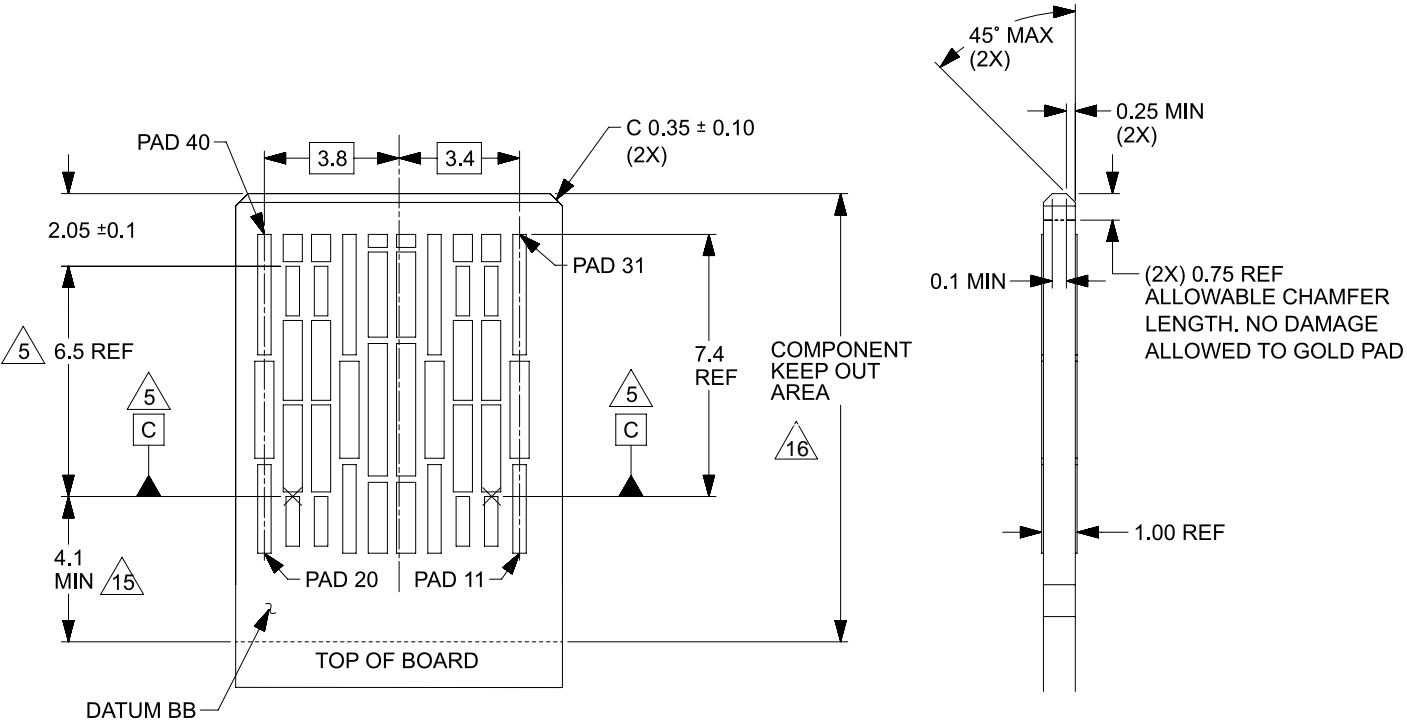 45° MAX
(2X)
0.25 MIN
(2X)
C 0.35 ± 0.10
(2X)
PAD 40
3.8
3.4
2.05 ±0.1
PAD 31
0.1 MIN
(2X) 0.75 REF
ALLOWABLE CHAMFER
LENGTH. NO DAMAGE
ALLOWED TO GOLD PAD
5
6.5 REF
7.4
REF
COMPONENT
KEEP OUT
AREA
16
5
C
5
C
1.00 REF
4.1
MIN
15
PAD 20
PAD 11
TOP OF BOARD
DATUM BB